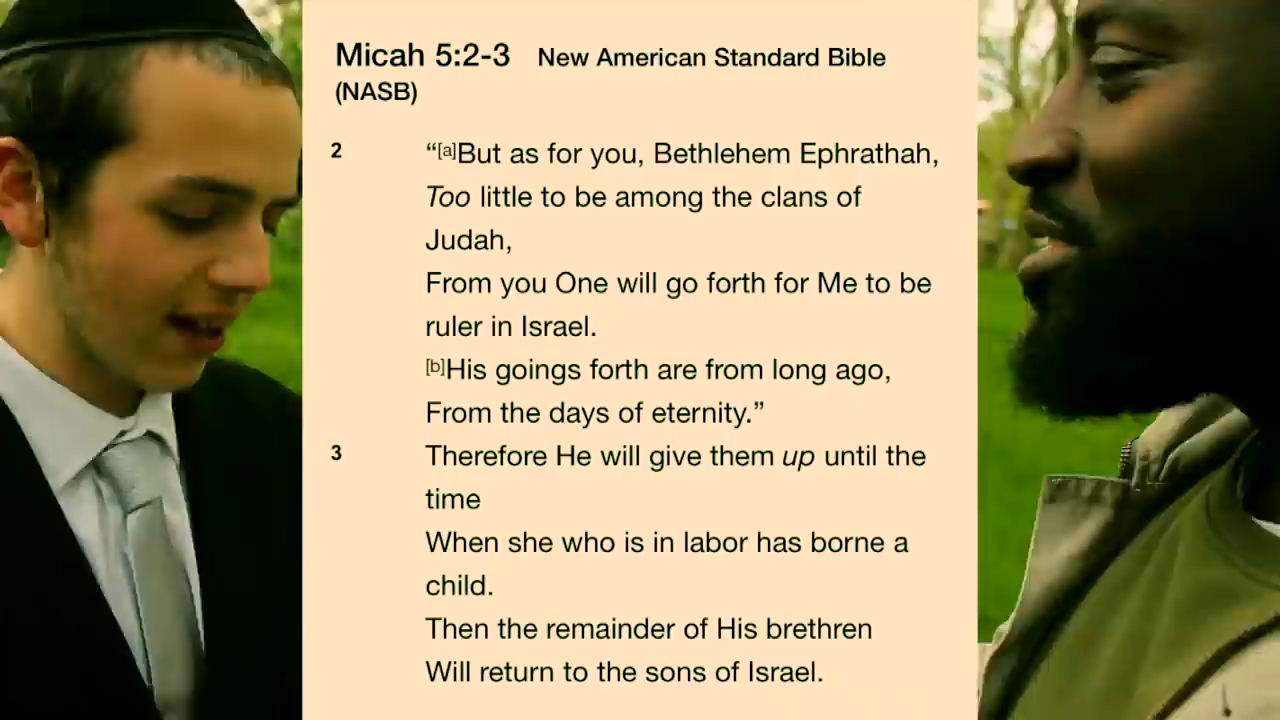 Micah 5:2-3 New American Standard Bible
(NASB)
2 “[a]But as for you, Bethlehem Ephrathah,
Too little to be among the clans of
Judah,
From you One will go forth for Me to be
ruler in Israel.
[b]His goings forth are from long ago,
From the days of eternity.”
3 Therefore He will give them up until the
time
When she who is in labor has borne a
child.
Then the remainder of His brethren
Will return to the sons of Israel.